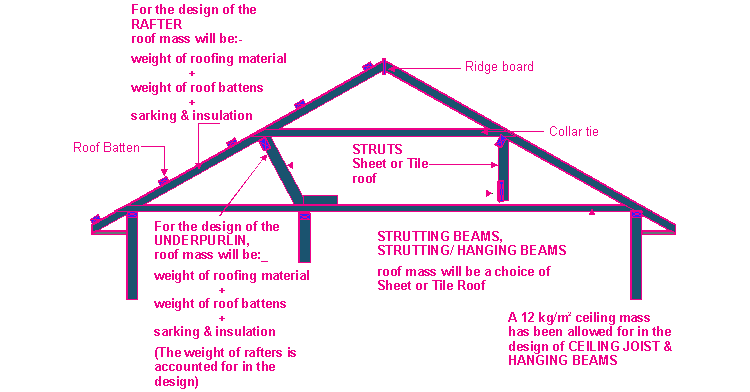 For the design of the
RAFTER
roof mass will be:-
weight of roofing material
+
weight of roof battens
+
sarking & insulation
Ridge board
Roof Batten
Collar tie
STRUTS
Sheet or Tile
roof
For the design of the
UNDERPURLIN,
roof mass will be:_
weight of roofing material
+
weight of roof battens
+
sarking & insulation
(The weight of rafters is
accounted for in the
design)
STRUTTING BEAMS,
STRUTTING/ HANGING BEAMS
roof mass will be a choice of
Sheet or Tile Roof
A 12 kg/m² ceiling mass
has been allowed for in the
design of CEILING JOIST &
HANGING BEAMS